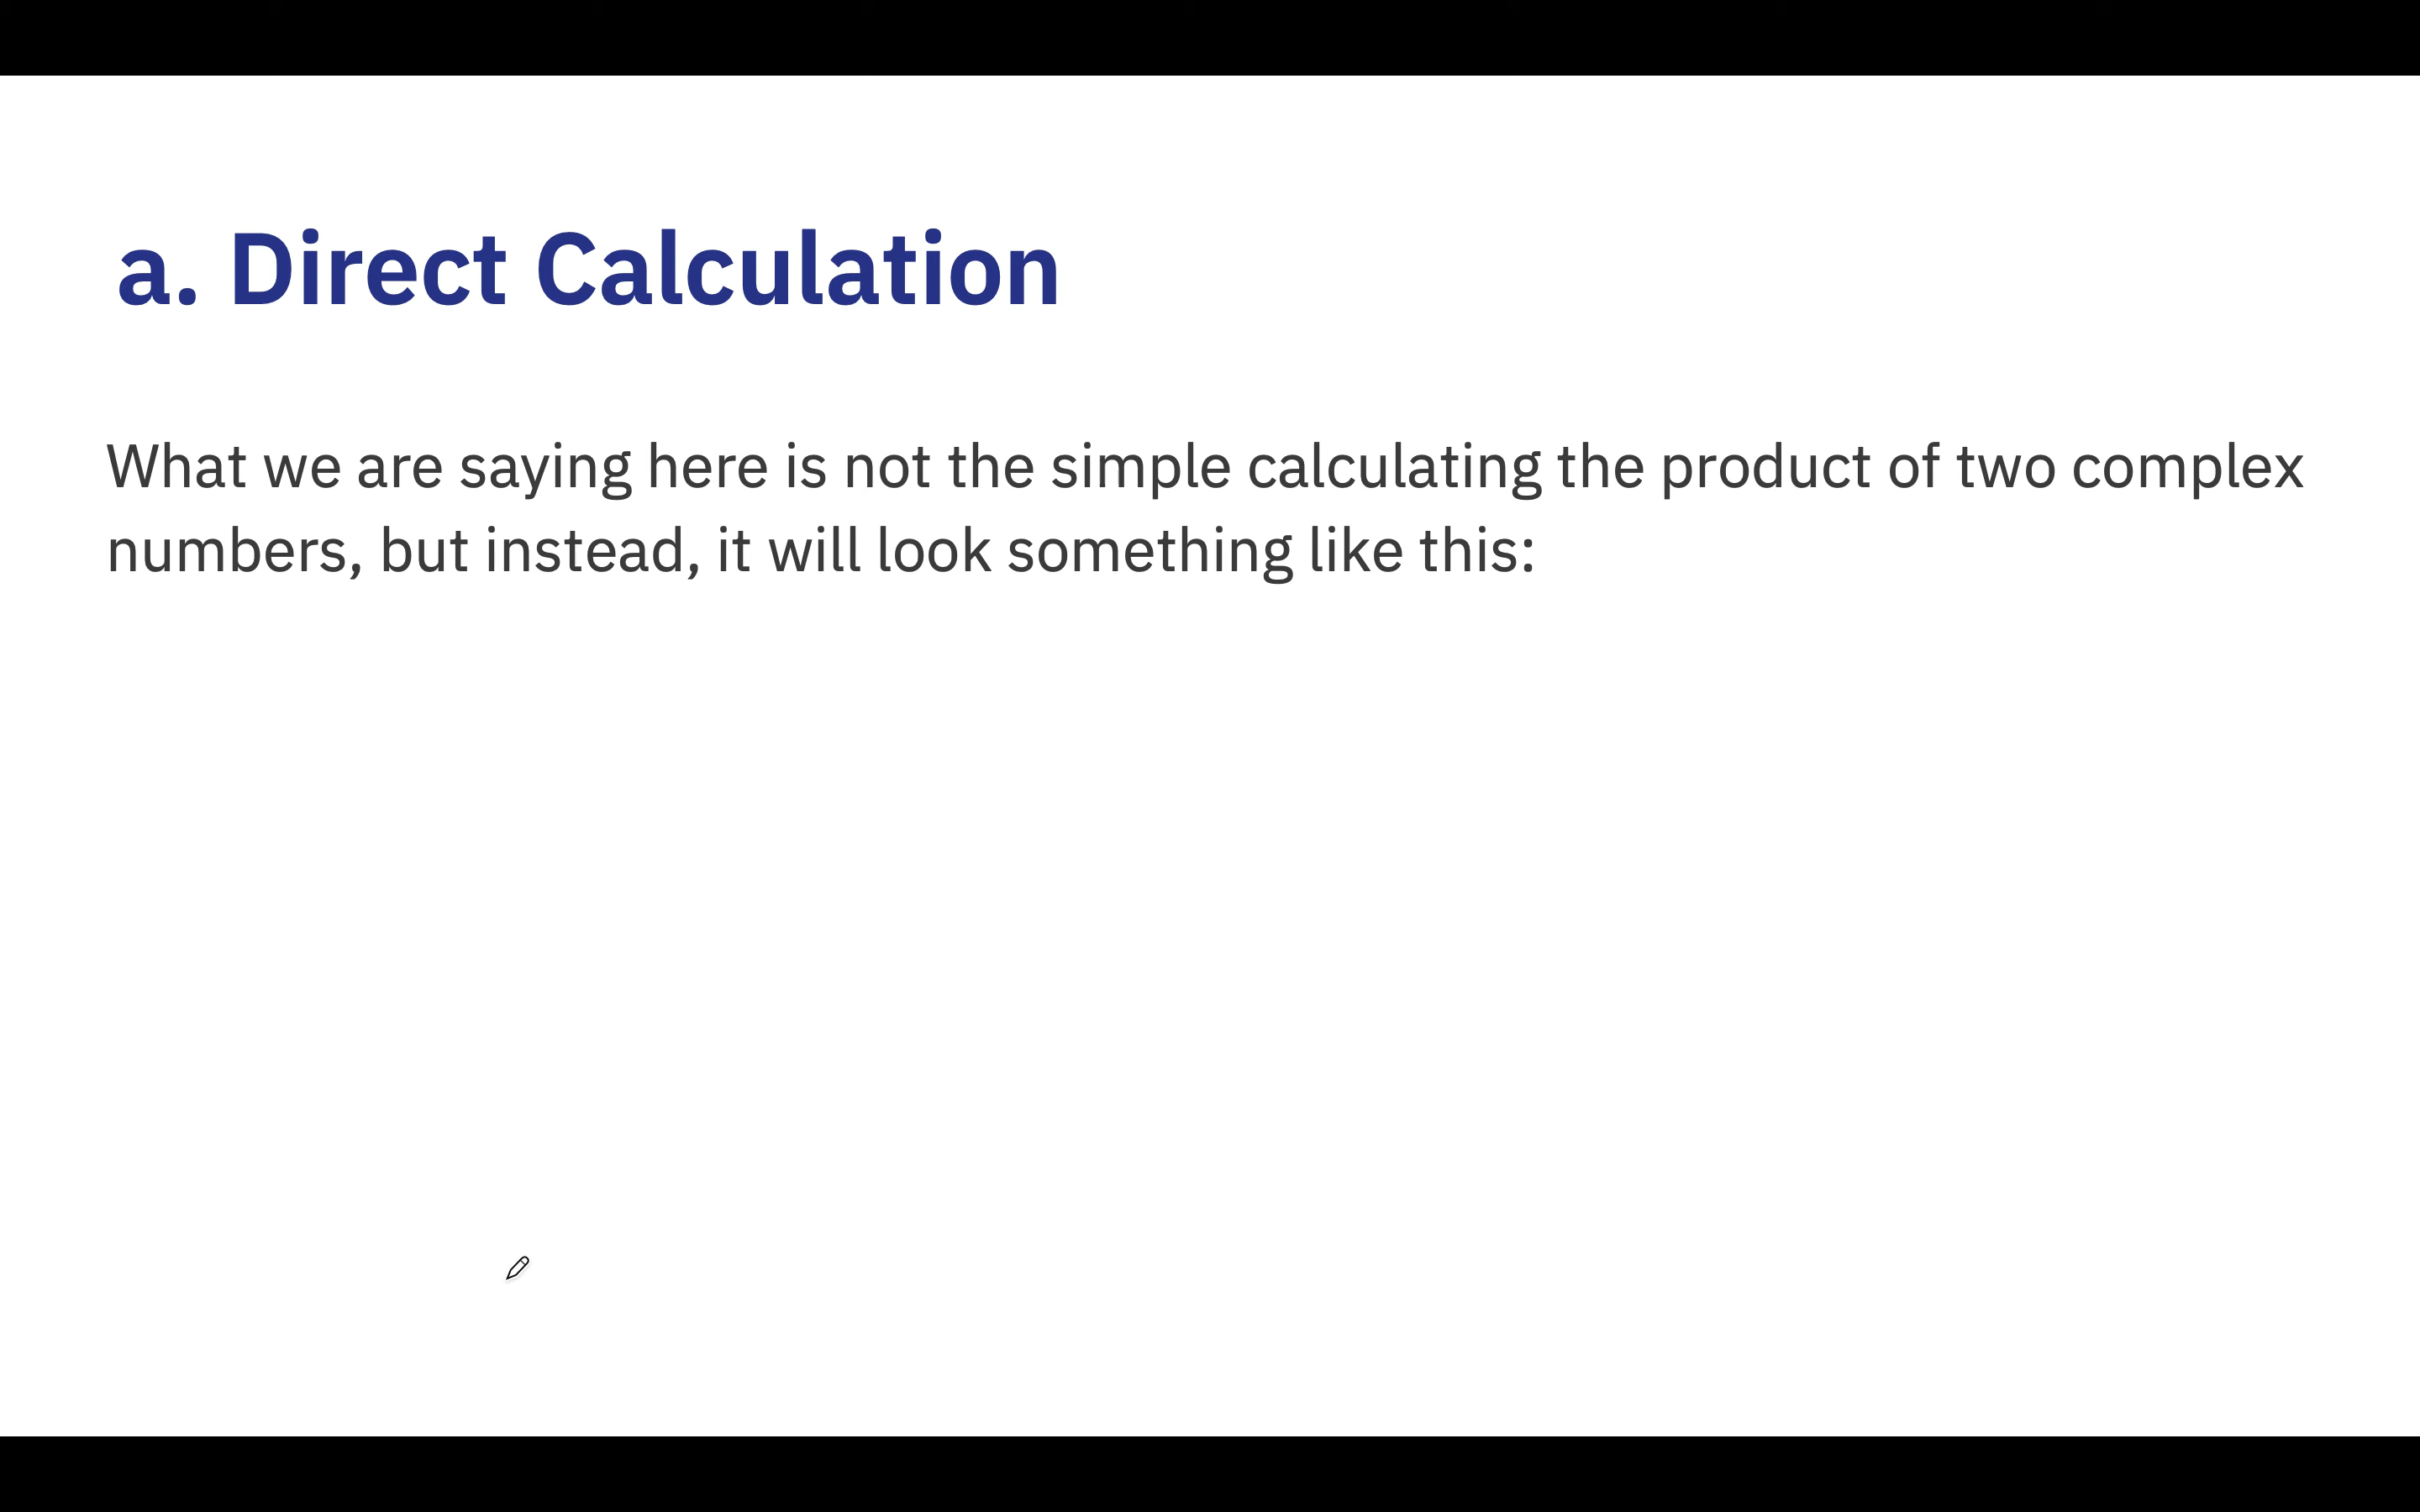 a. Direct Calculation
What we are saying here is not the simple calculating the product of two complex
numbers, but instead, it will look something like this: